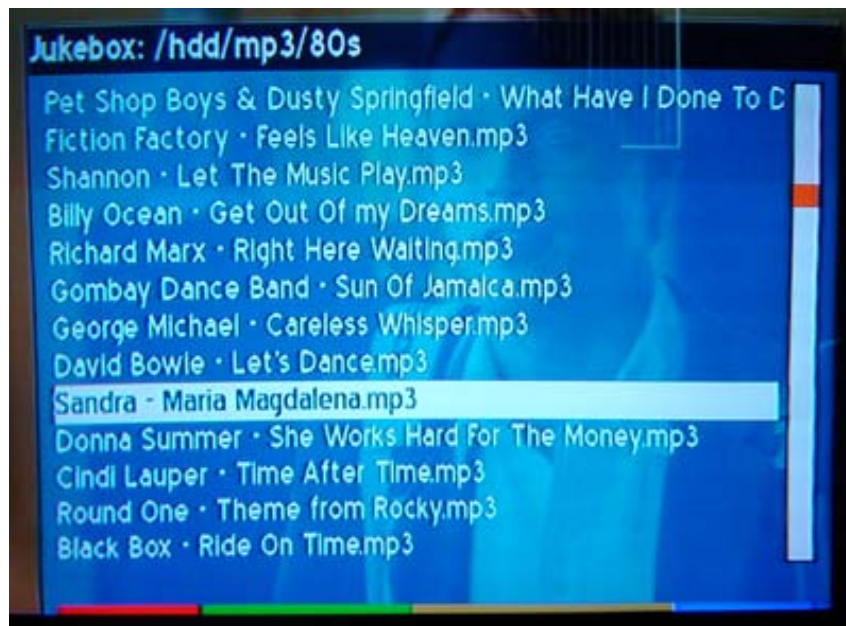 Jukebox: /hdd/mp3/80s
Pet Shop Boys & Dusty Springfield - What Have I Done To D
Fiction Factory - Feels Like Heaven.mp3
Shannon - Let The Music Play.mp3
Billy Ocean - Get Out Of my Dreams.mp3
Richard Marx - Right Here Waiting.mp3
Gombay Dance Band - Sun Of Jamaica.mp3
George Michael - Careless Whisper.mp3
David Bowie - Let's Dance.mp3
Sandra - Maria Magdalena.mp3
Donna Summer - She Works Hard For The Money.mp3
Cindi Lauper - Time After Time.mp3
Round One - Theme from Rocky.mp3
Black Box - Ride On Time.mp3